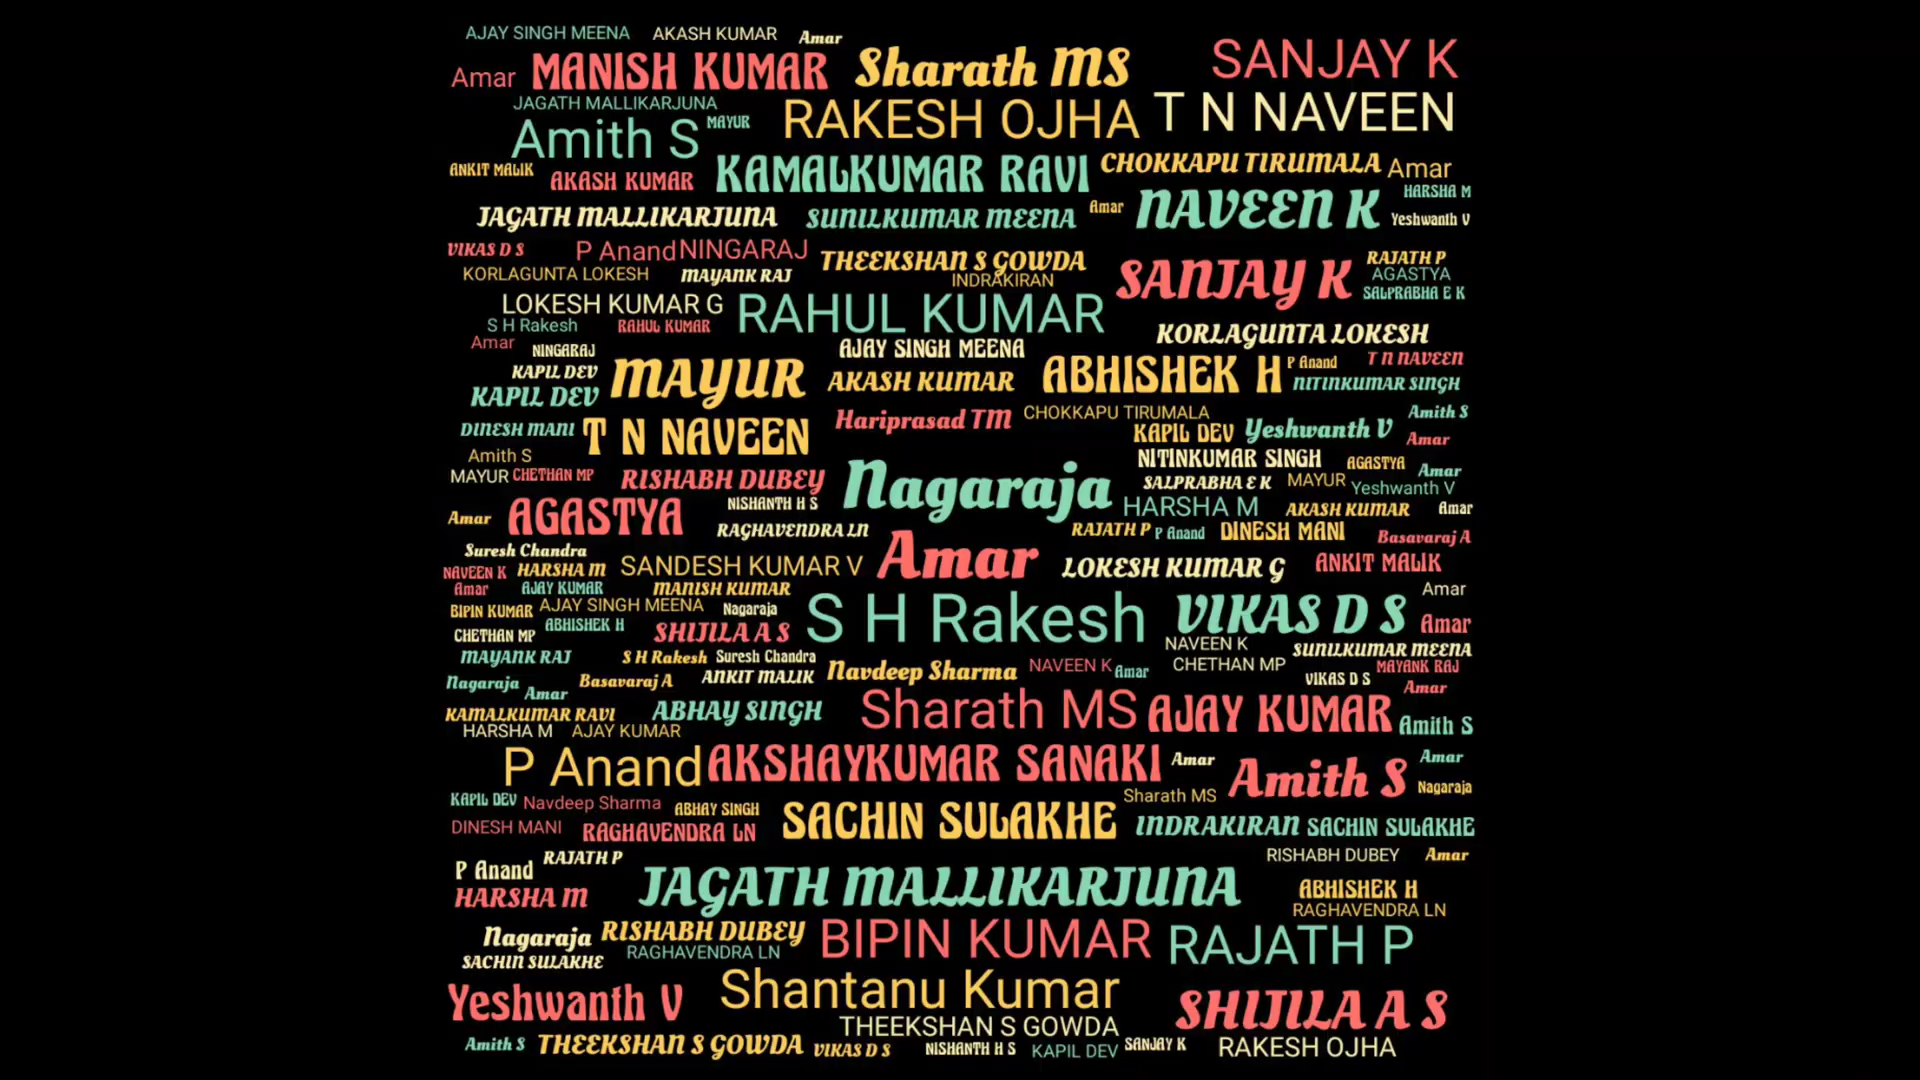 AJAY SINGH MEENA AKASH KUMAR Amar
Amar MANISH KUMAR Sharath MS SANJAY K
JAGATH MALLIKARJUNA RAKESH OJHA T N NAVEEN
Amith S MAYUR
ANKIT MALIK AKASH KUMAR KAMALKUMAR RAVI CHOKKAPU TIRUMALA Amar
JAGATH MALLIKARJUNA SUNILKUMAR MEENA Amar NAVEEN K HARSHA M
Yeshwanth V
VIKAS D S P Anand NINGARAJ THEEKSHAN S GOWDA RAJATH P
KORLAGUNTA LOKESH MAYANK RAJ INDRAKIRAN SANJAY K AGASTYA
SALPRABHA E K
LOKESH KUMAR G RAHUL KUMAR
S H Rakesh RAHUL KUMAR KORLAGUNTA LOKESH
Amar NINGARAJ AJAY SINGH MEENA
KAPIL DEV MAYUR AKASH KUMAR ABHISHEK H P Anand T N NAVEEN
KAPIL DEV NITINKUMAR SINGH
DINESH MANI T N NAVEEN Hariprasad TM CHOKKAPU TIRUMALA Amith S
KAPIL DEV Yeshwanth V Amar
Amith S NITINKUMAR SINGH AGASTYA Amar
MAYUR CHETHAN MP RISHABH DUBEY Nagaraja SALPRABHA E K MAYUR Yeshwanth V
Amar AGASTYA NISHANTH H S HARSHA M AKASH KUMAR Amar
RAGHAVENDRA LN RAJATH P P Anand DINESH MANI Basavaraj A
Suresh Chandra Amar
NAVEEN K HARSHA M SANDESH KUMAR V LOKESH KUMAR G ANKIT MALIK
Amar AJAY KUMAR MANISH KUMAR Amar
BIPIN KUMAR AJAY SINGH MEENA Nagaraja S H Rakesh VIKAS D S
CHETHAN MP ABHISHEK H SHIJILA A S Amar
NAVEEN K SUNILKUMAR MEENA
MAYANK RAJ S H Rakesh Suresh Chandra Navdeep Sharma NAVEEN K Amar CHETHAN MP MAYANK RAJ
Nagaraja Amar Basavaraj A ANKIT MALIK VIKAS D S Amar
KAMALKUMAR RAVI ABHAY SINGH Sharath MS AJAY KUMAR Amith S
HARSHA M AJAY KUMAR
P Anand AKSHAYKUMAR SANAKI Amar Amith S Amar
KAPIL DEV Navdeep Sharma ABHAY SINGH Sharath MS Nagaraja
DINESH MANI RAGHAVENDRA LN SACHIN SULAKHE INDRAKIRAN SACHIN SULAKHE
P Anand RAJATH P RISHABH DUBEY Amar
HARSHA M JAGATH MALLIKARJUNA ABHISHEK H
RAGHAVENDRA LN
Nagaraja RISHABH DUBEY BIPIN KUMAR RAJATH P
SACHIN SULAKHE RAGHAVENDRA LN
Yeshwanth V Shantanu Kumar SHIJILA A S
THEEKSHAN S GOWDA
Amith S THEEKSHAN S GOWDA VIKAS D S NISHANTH H S KAPIL DEV SANJAY K RAKESH OJHA